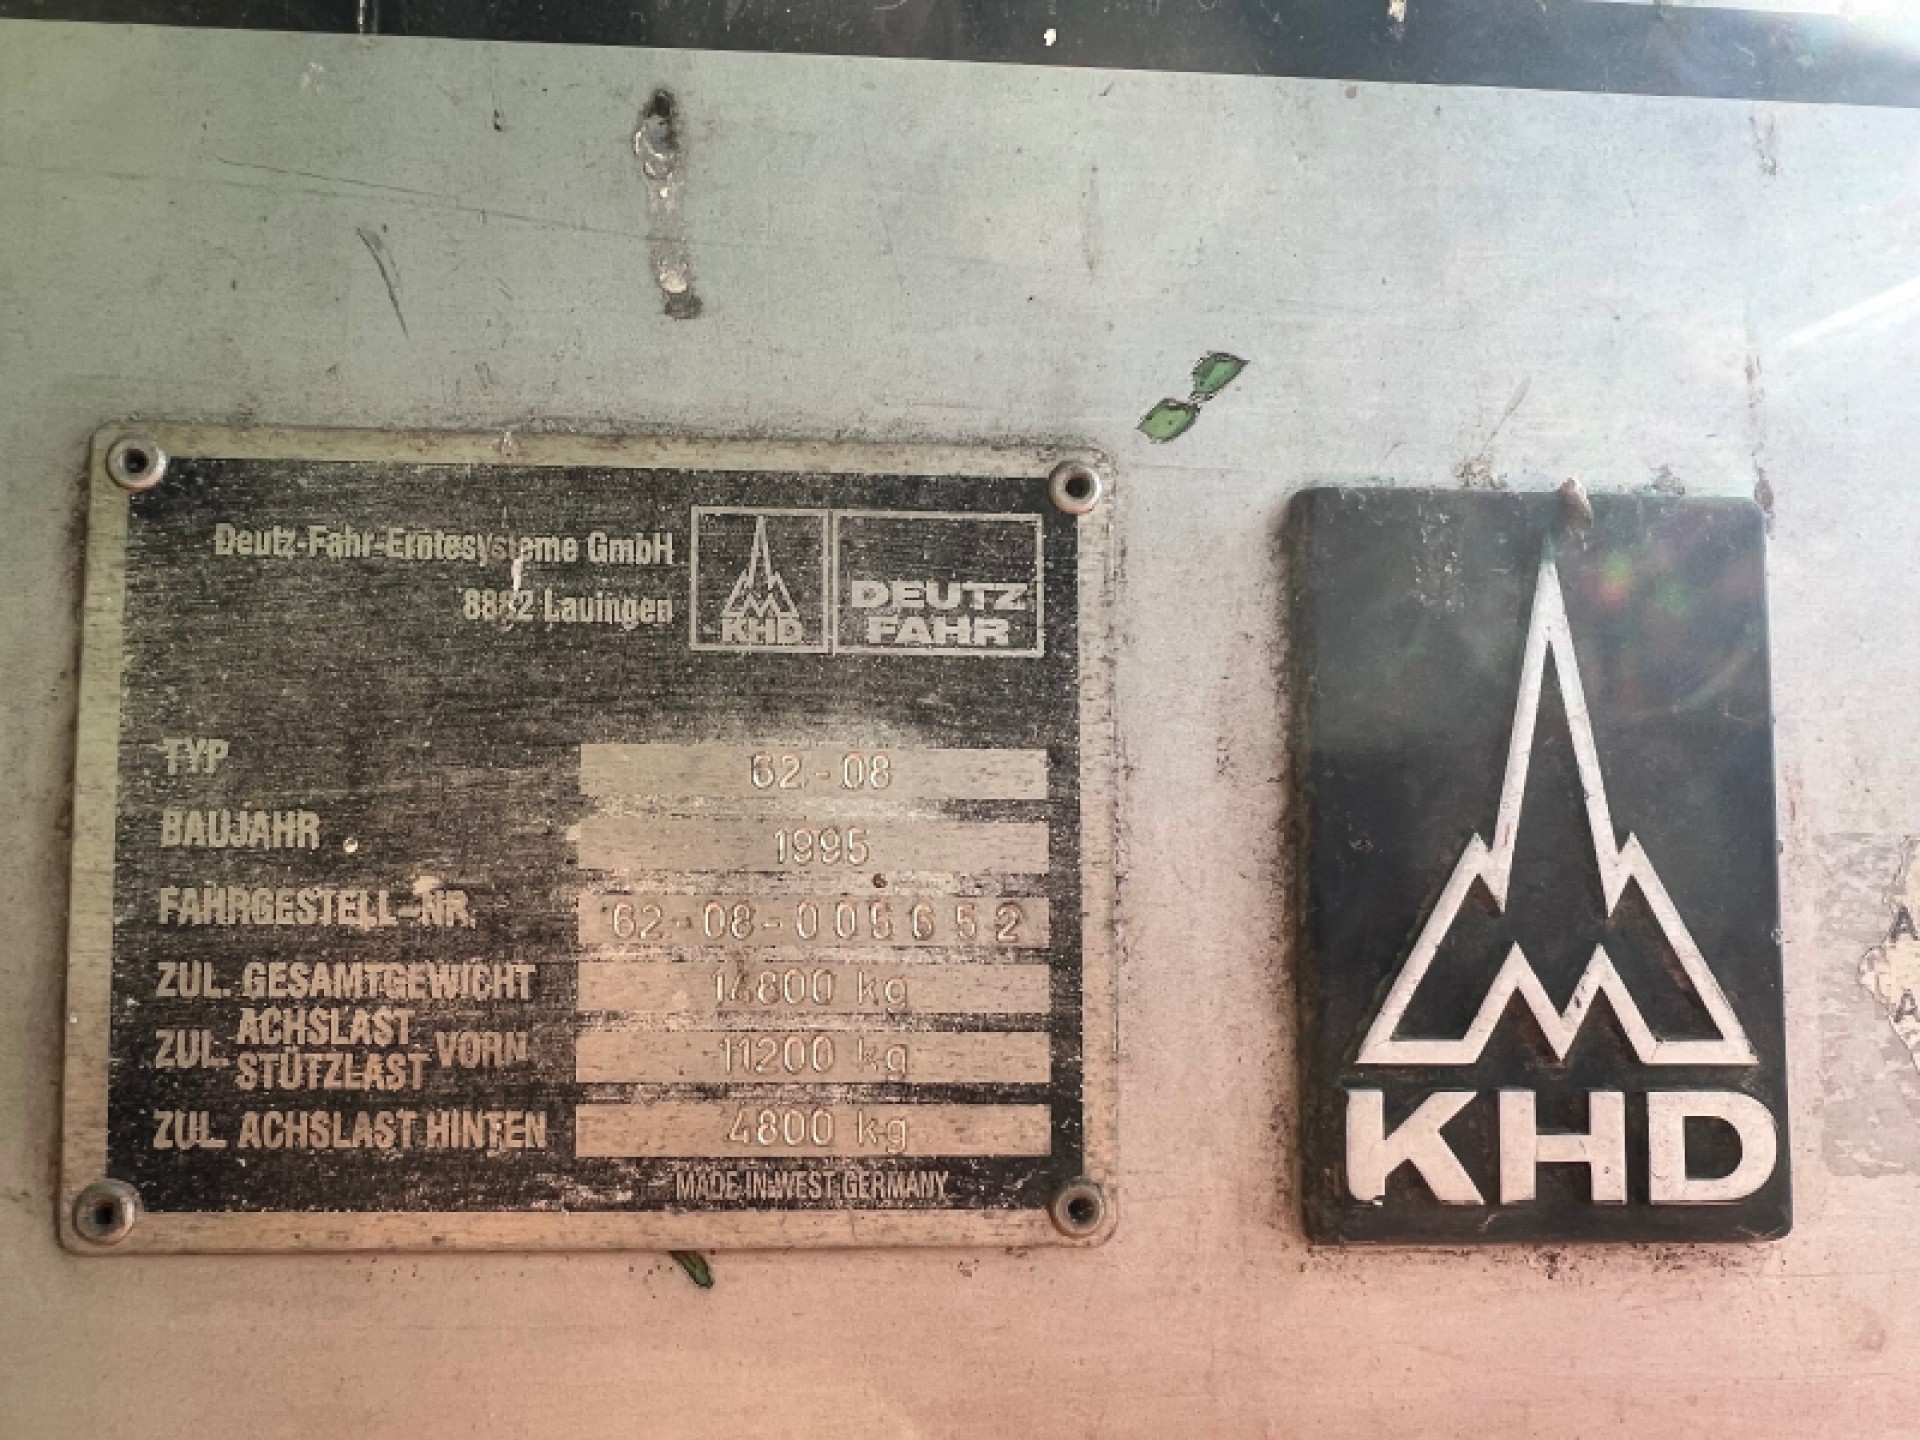 Deutz-Fahr-Erntesysteme GmbH
8882 Lauingen
KHD
DEUTZ
FAHR
TYP 62-08
BAUJAHR 1995
FAHRGESTELL-NR. 62-08-005652
ZUL. GESAMTGEWICHT 14800 kg
ZUL. ACHSLAST STÜTZLAST VORN 11200 kg
ZUL. ACHSLAST HINTEN 4800 kg
MADE IN WEST GERMANY
KHD